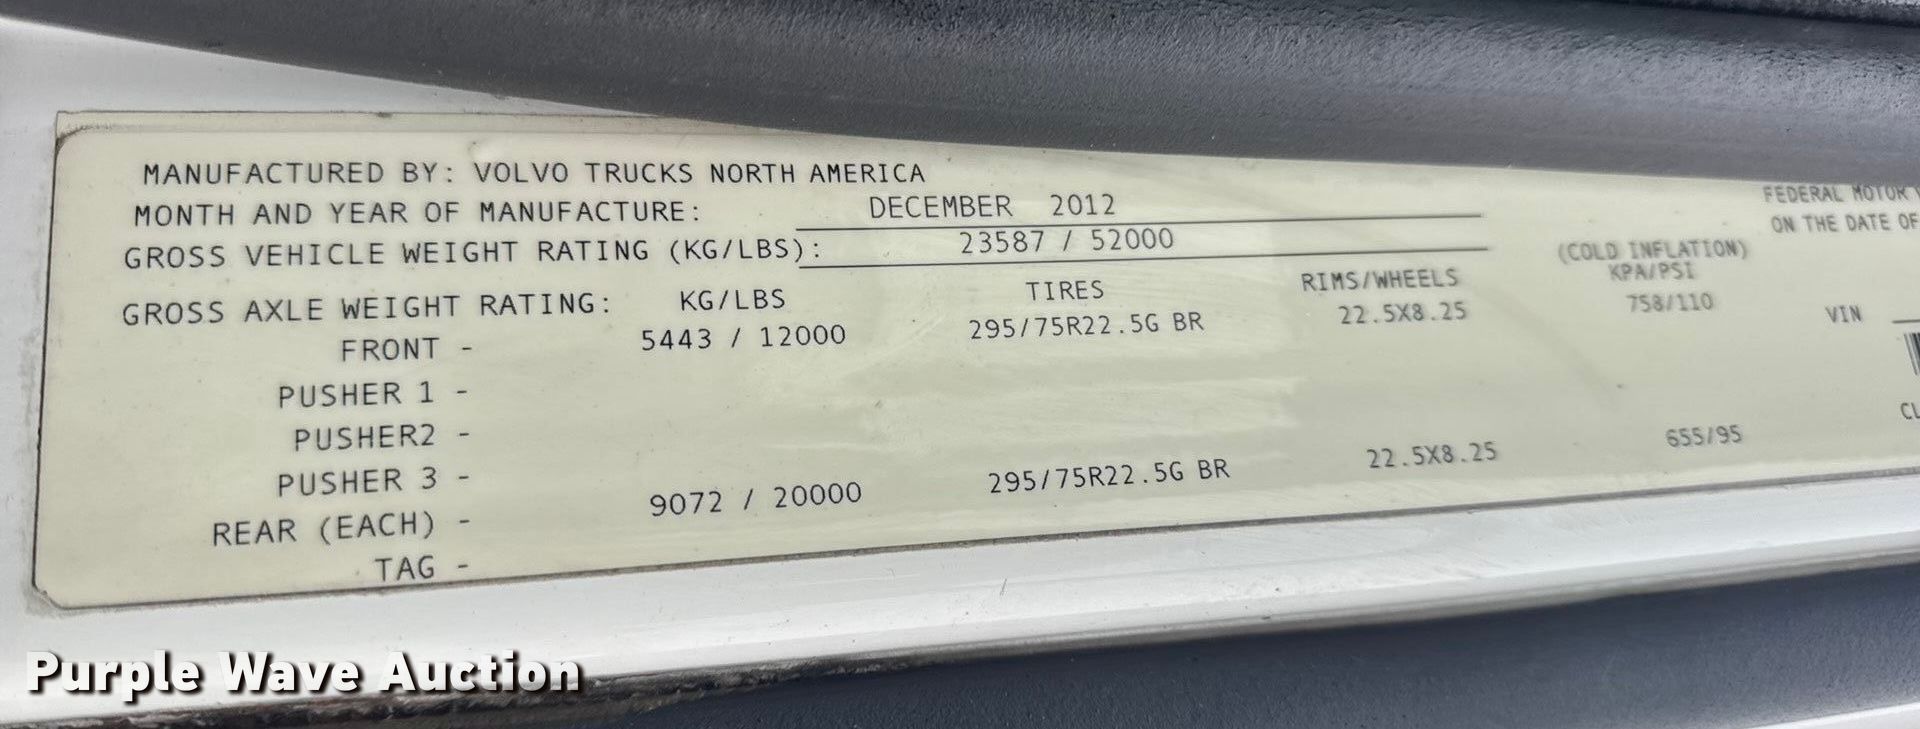 MANUFACTURED BY: VOLVO TRUCKS NORTH AMERICA
MONTH AND YEAR OF MANUFACTURE: DECEMBER 2012
GROSS VEHICLE WEIGHT RATING (KG/LBS): 23587 / 52000
GROSS AXLE WEIGHT RATING: KG/LBS TIRES RIMS/WHEELS (COLD INFLATION) KPA/PSI
FRONT - 5443 / 12000 295/75R22.5G BR 22.5X8.25 758/110
PUSHER 1 -
PUSHER2 -
PUSHER 3 -
REAR (EACH) - 9072 / 20000 295/75R22.5G BR 22.5X8.25 655/95
TAG -
FEDERAL MOTOR
ON THE DATE OF
VIN
Purple Wave Auction